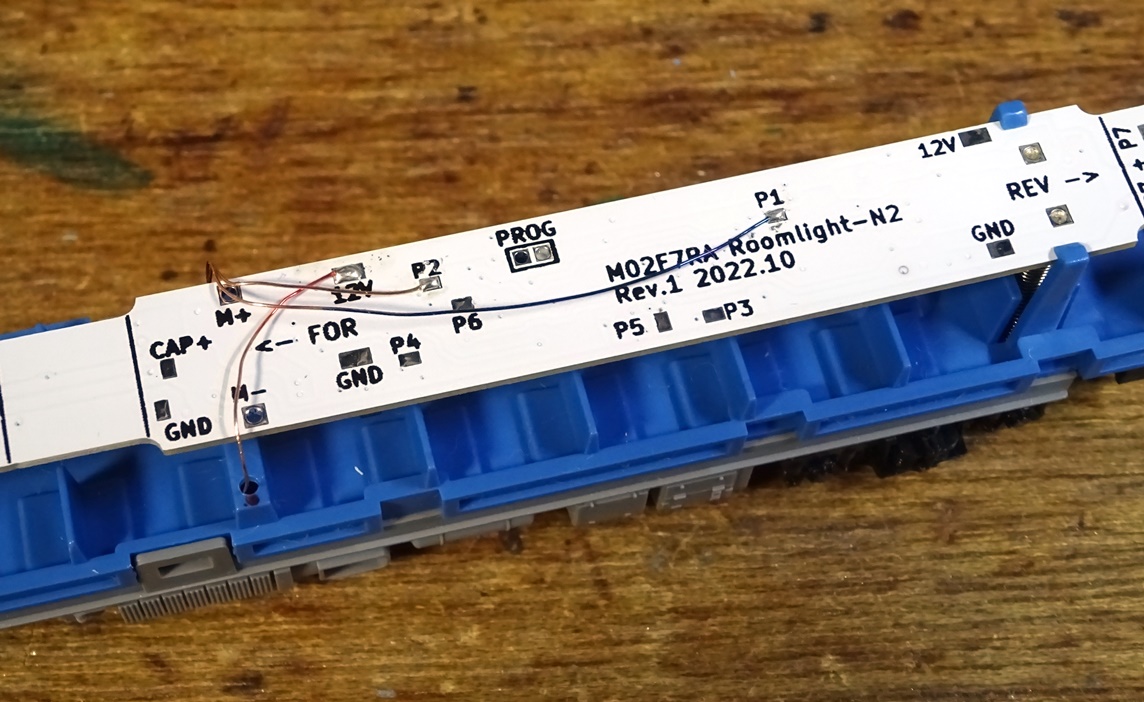 12V
P7
REV ->
GND
P1
PROG
M02F7RA Roomlight-N2
Rev.1 2022.10
P2
12V
M+
P6
P5
P3
<- FOR
P4
GND
CAP+
M-
GND